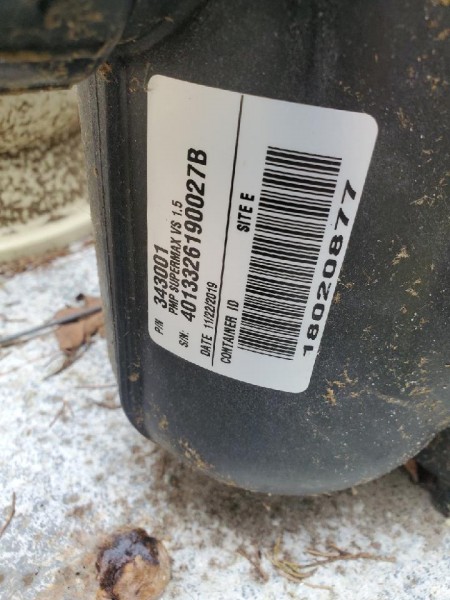 P/N 343001
PMP SUPERMAX VS 1.5
S/N: 4013326190027B
DATE 11/22/2019
SITE E
CONTAINER ID
18020877